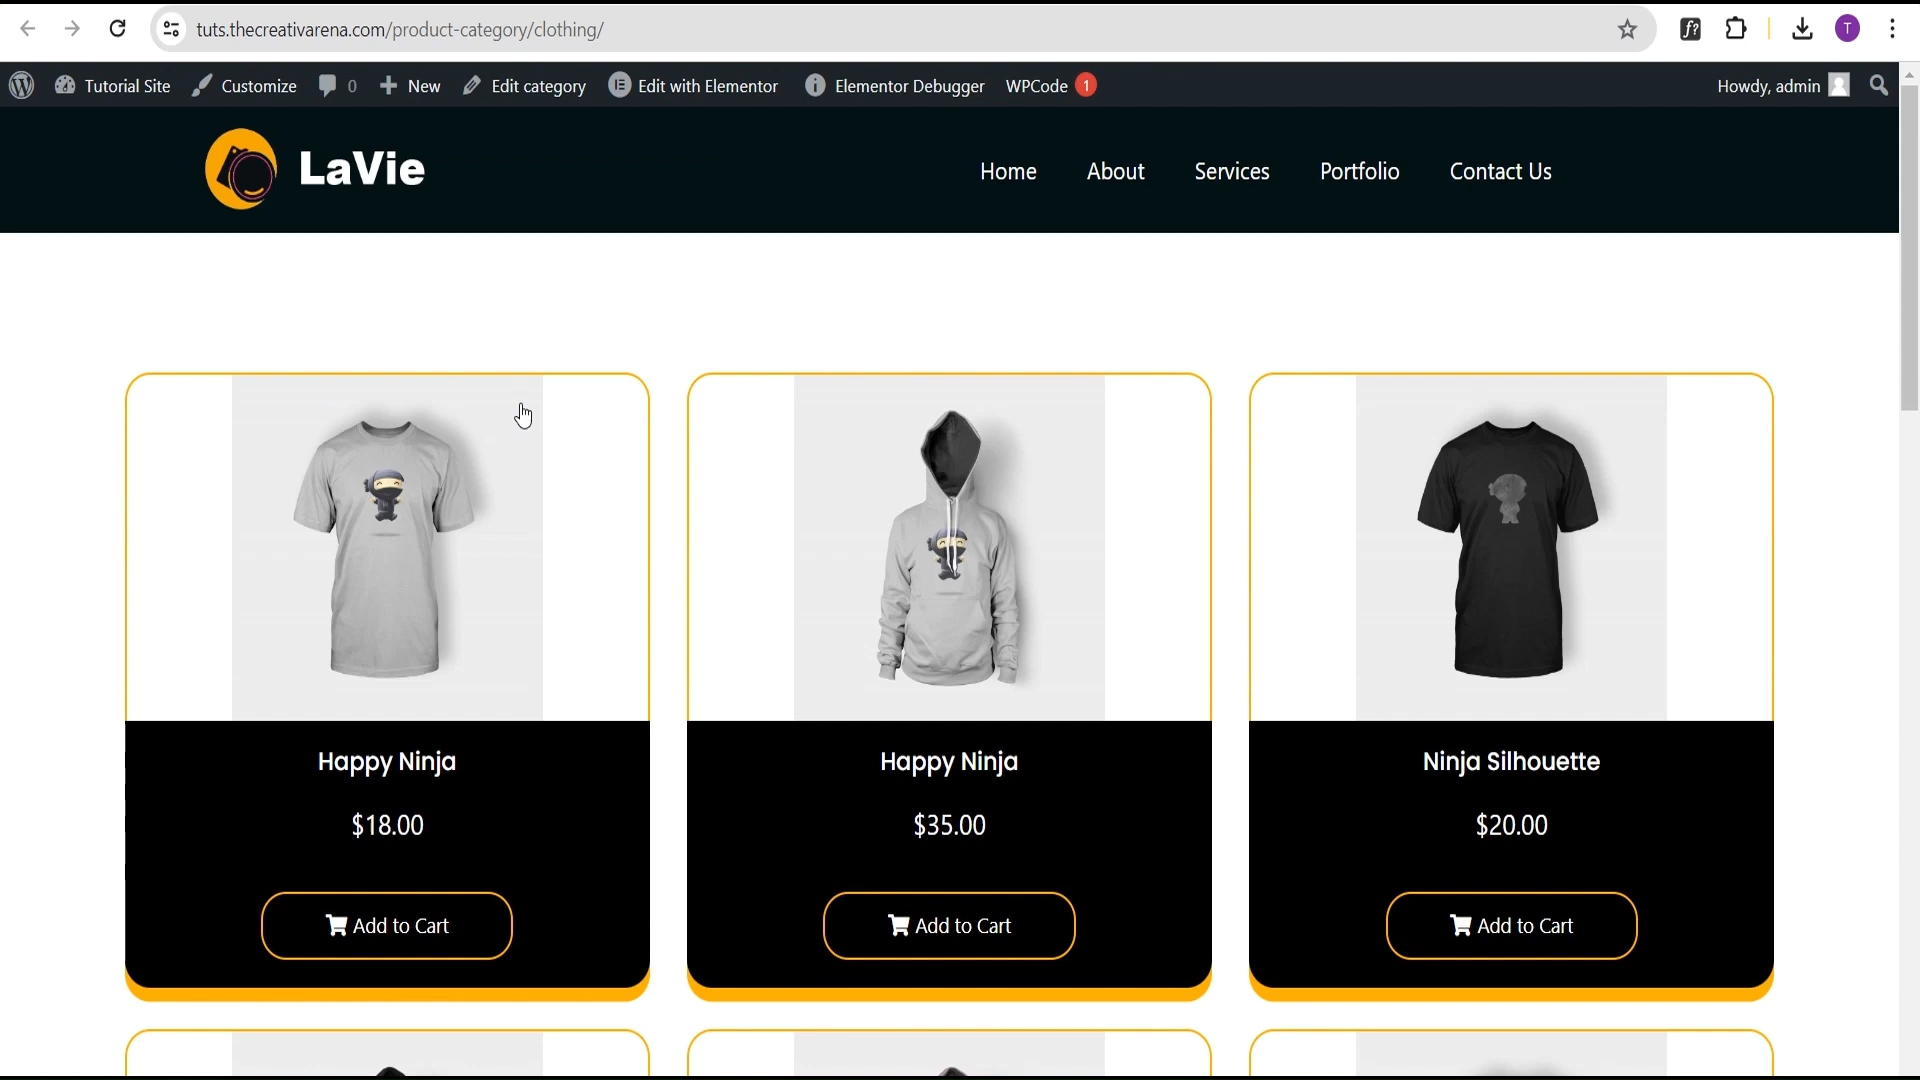 tuts.thecreativarena.com/product-category/clothing/
T
Tutorial Site Customize 0 New Edit category Edit with Elementor Elementor Debugger WPCode 1 Howdy, admin
LaVie Home About Services Portfolio Contact Us
Happy Ninja Happy Ninja Ninja Silhouette
$18.00 $35.00 $20.00
Add to Cart Add to Cart Add to Cart